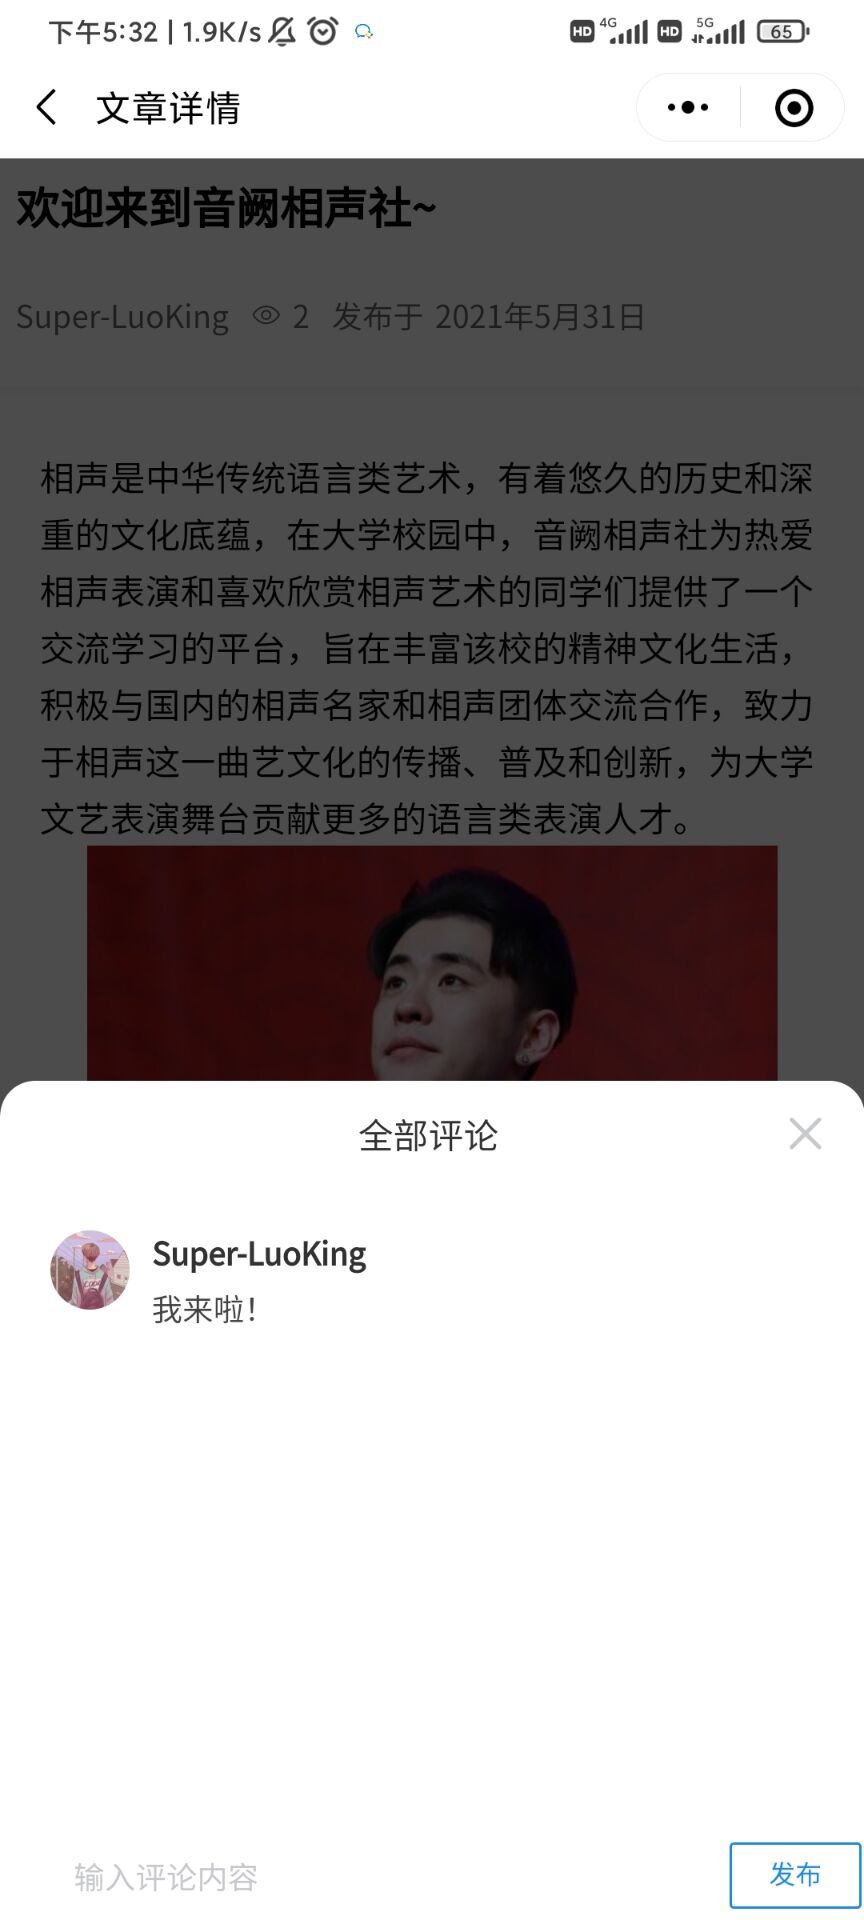 下午5:32 | 1.9K/s HD 4G HD 5G 65
文章详情
欢迎来到音阙相声社~
Super-LuoKing 2 发布于 2021年5月31日
相声是中华传统语言类艺术，有着悠久的历史和深
重的文化底蕴，在大学校园中，音阙相声社为热爱
相声表演和喜欢欣赏相声艺术的同学们提供了一个
交流学习的平台，旨在丰富该校的精神文化生活，
积极与国内的相声名家和相声团体交流合作，致力
于相声这一曲艺文化的传播、普及和创新，为大学
文艺表演舞台贡献更多的语言类表演人才。
全部评论
Super-LuoKing
我来啦！
输入评论内容
发布